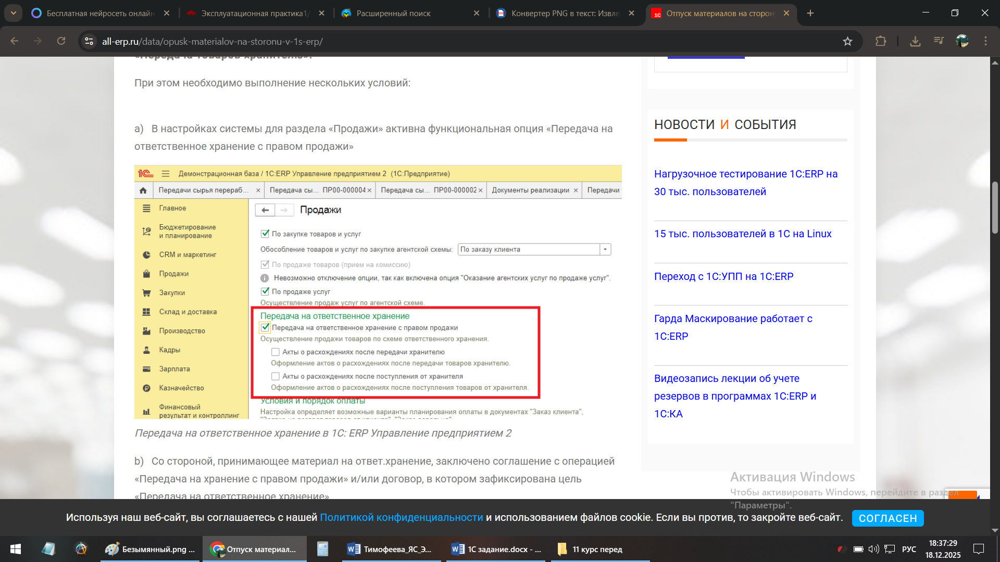 Бесплатная нейросеть онлайн
Эксплуатационная практика1/
Расширенный поиск
Конвертер PNG в текст: Извле
Отпуск материалов на сторон
all-erp.ru/data/opusk-materialov-na-storonu-v-1s-erp/
«Передача товаров хранителю».
При этом необходимо выполнение нескольких условий:
a) В настройках системы для раздела «Продажи» активна функциональная опция «Передача на
ответственное хранение с правом продажи»
Демонстрационная база / 1С:ERP Управление предприятием 2 (1С:Предприятие)
Передачи сырья перераб...
Передача сы... ПР00-000004
Передача сы... ПР00-000002
Документы реализации
Передачи
Главное
Бюджетирование
и планирование
CRM и маркетинг
Продажи
Закупки
Склад и доставка
Производство
Кадры
Зарплата
Казначейство
Финансовый
результат и контроллинг
Продажи
По закупке товаров и услуг
Обособление товаров и услуг по закупке агентской схемы: По заказу клиента
По продаже товаров (прием на комиссию)
Невозможно отключение опции, так как включена опция "Оказание агентских услуг по продаже услуг".
По продаже услуг
Осуществление продаж услуг по агентской схеме.
Передача на ответственное хранение
Передача на ответственное хранение с правом продажи
Осуществление продажи товаров по схеме ответственного хранения.
Акты о расхождениях после передачи хранителю
Оформление актов о расхождениях после передачи товаров хранителю.
Акты о расхождениях после поступления от хранителя
Оформление актов о расхождениях после поступления товаров от хранителя.
Условия и порядок оплаты
Настройка определяет возможные варианты планирования оплаты в документах "Заказ клиента",
Передача на ответственное хранение в 1С: ERP Управление предприятием 2
b) Со стороной, принимающее материал на ответ.хранение, заключено соглашение с операцией
«Передача на хранение с правом продажи» и/или договор, в котором зафиксирована цель
«Передача на ответственное хранение»
НОВОСТИ И СОБЫТИЯ
Нагрузочное тестирование 1С:ERP на
30 тыс. пользователей
15 тыс. пользователей в 1С на Linux
Переход с 1С:УПП на 1С:ERP
Гарда Маскирование работает с
1С:ERP
Видеозапись лекции об учете
резервов в программах 1С:ERP и
1С:КА
Активация Windows
Чтобы активировать Windows, перейдите в раздел
"Параметры".
Используя наш веб-сайт, вы соглашаетесь с нашей Политикой конфиденциальности и использованием файлов cookie. Если вы против, то закройте веб-сайт.
СОГЛАСЕН
Безымянный.png ...
Отпуск материал...
Тимофеева_ЯС_Э...
1С задание.docx - ...
11 курс перед
РУС
18:37:29
18.12.2025